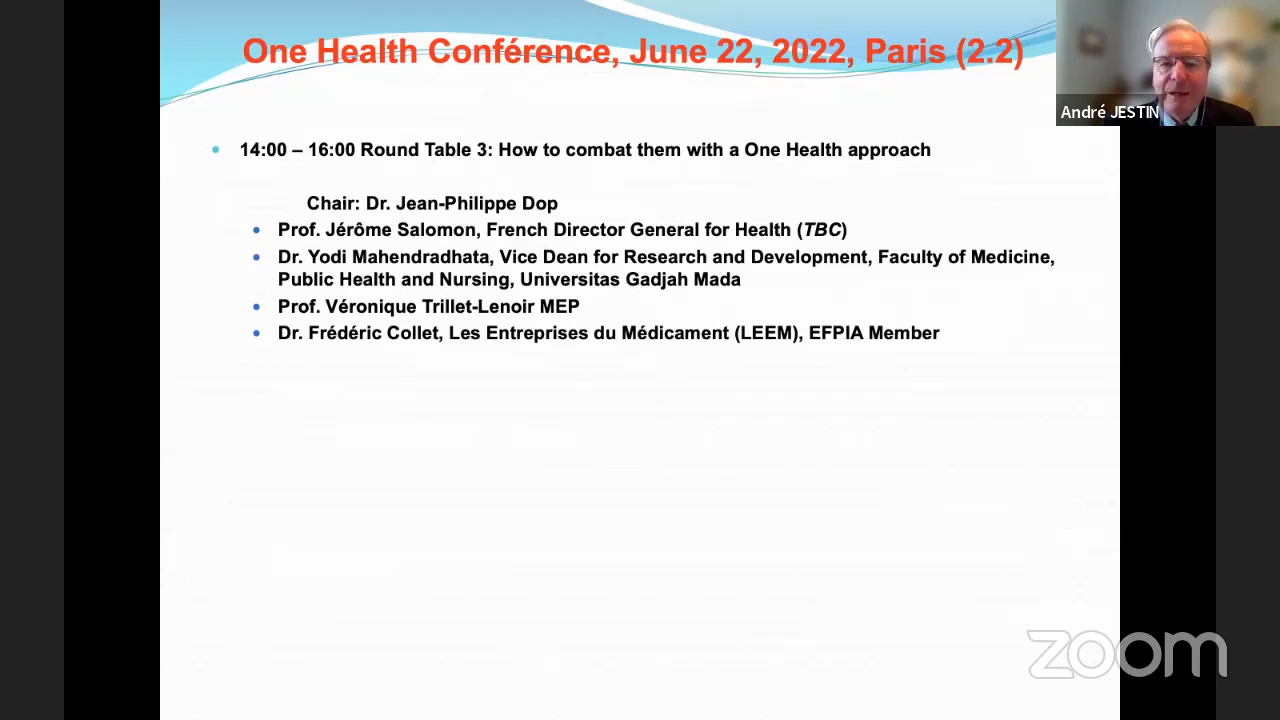 One Health Conférence, June 22, 2022, Paris (2.2)
André JESTIN
14:00 – 16:00 Round Table 3: How to combat them with a One Health approach
Chair: Dr. Jean-Philippe Dop
Prof. Jérôme Salomon, French Director General for Health (TBC)
Dr. Yodi Mahendradhata, Vice Dean for Research and Development, Faculty of Medicine,
Public Health and Nursing, Universitas Gadjah Mada
Prof. Véronique Trillet-Lenoir MEP
Dr. Frédéric Collet, Les Entreprises du Médicament (LEEM), EFPIA Member
zoom